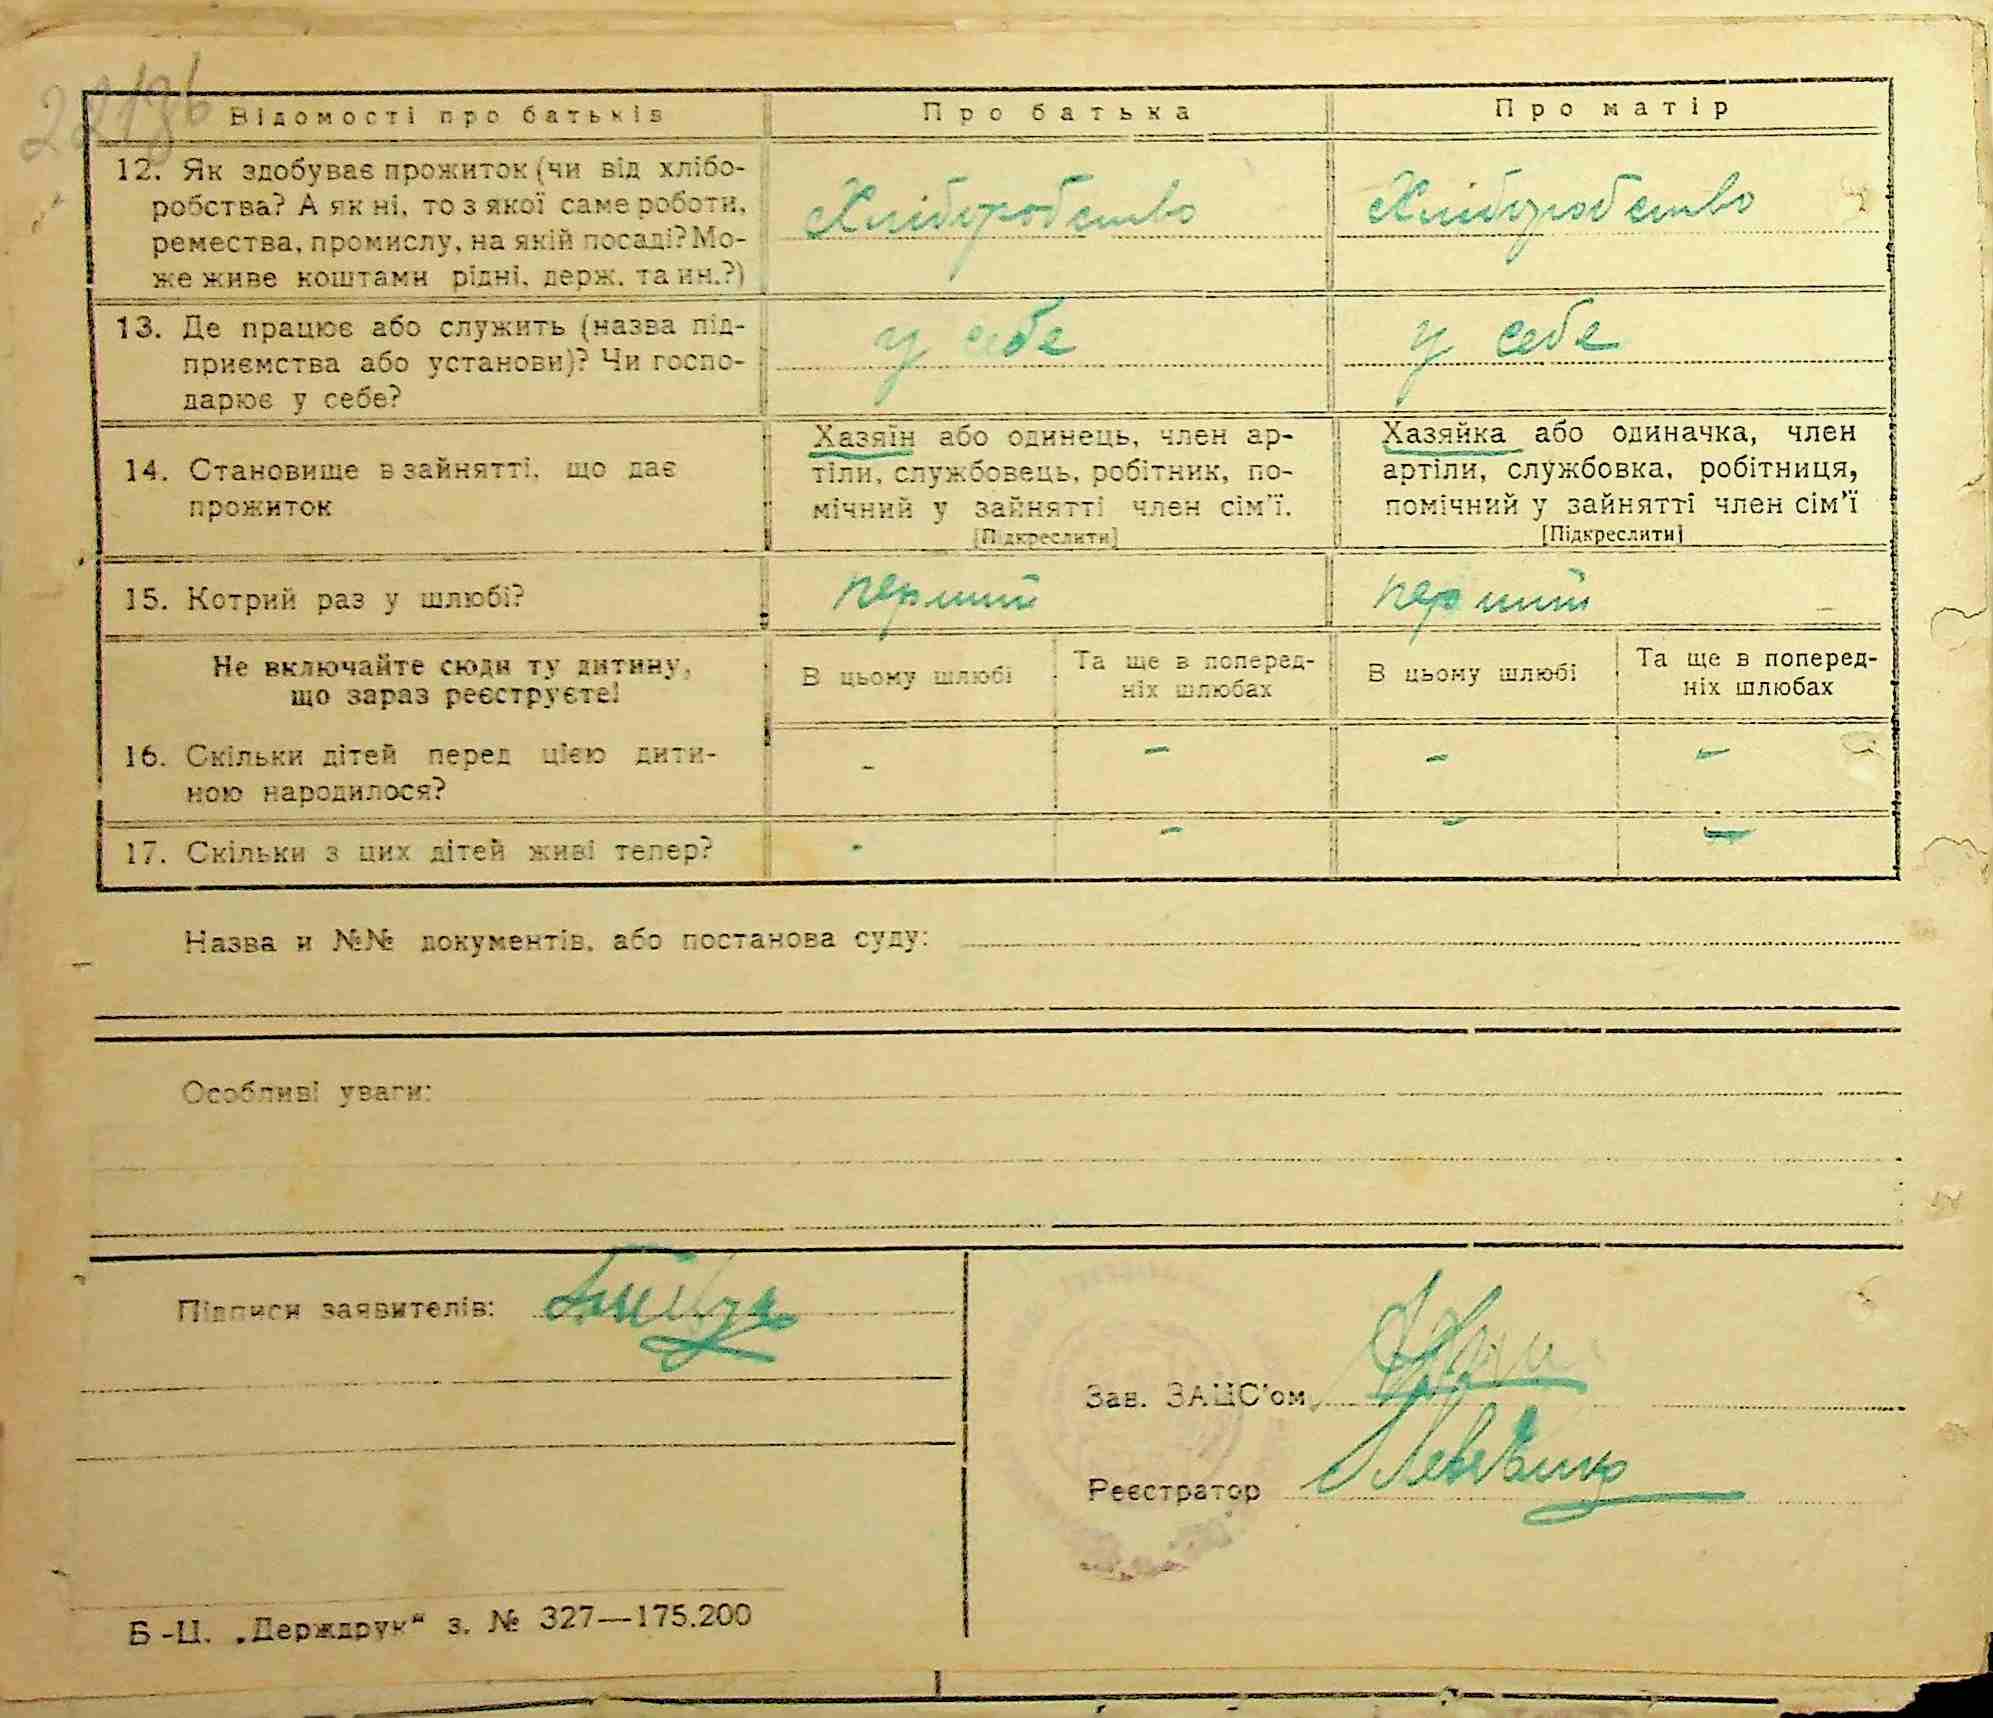 Відомості про батьків Про батька Про матір
12. Як здобуває прожиток (чи від хлібо-
робства? А як ні, то з якої саме роботи,
ремества, промислу, на якій посаді? Мо-
же живе коштами рідні, держ. та ин.?)
Хліборобство Хліборобство
13. Де працює або служить (назва під-
приємства або установи)? Чи госпо-
дарює у себе?
у себе у себе
14. Становище в зайнятті, що дає
прожиток
Хазяїн або одинець, член ар-
тіли, службовець, робітник, по-
мічний у зайнятті член сім'ї.
[Підкреслити]
Хазяйка або одиначка, член
артіли, службовка, робітниця,
помічний у зайнятті член сім'ї
[Підкреслити]
15. Котрий раз у шлюбі? перший перший
Не включайте сюди ту дитину,
що зараз реєструєте!
В цьому шлюбі
Та ще в поперед-
ніх шлюбах
В цьому шлюбі
Та ще в поперед-
ніх шлюбах
16. Скільки дітей перед цією дити-
ною народилося?
- - - -
17. Скільки з цих дітей живі тепер?
- - - -
Назва и №№ документів, або постанова суду:
Особливі уваги:
Підписи заявителів:
Зав. ЗАЦС'ом
Реєстратор
Б-Ц. „Держдрук“ з. № 327—175.200